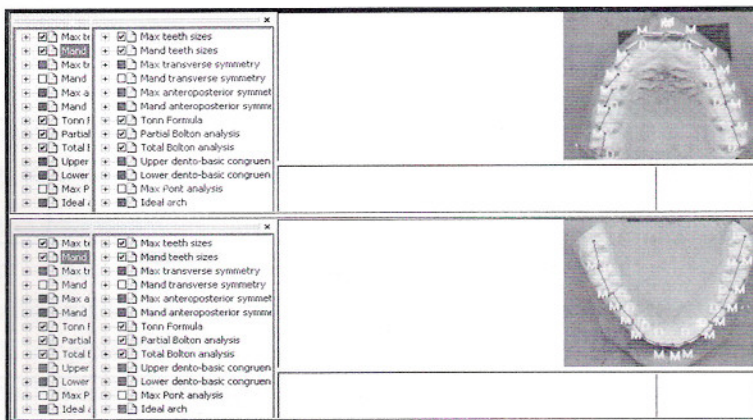 Max te Max teeth sizes
Mand Mand teeth sizes
Max tr Max transverse symmetry
Mand Mand transverse symmetry
Max a Max anteroposterior symmet
Mand Mand anteroposterior symme
Tonn F Tonn Formula
Partial Partial Bolton analysis
Total B Total Bolton analysis
Upper Upper dento-basic congruen
Lower Lower dento-basic congruen
Max P Max Pont analysis
Ideal a Ideal arch
Max te Max teeth sizes
Mand Mand teeth sizes
Max tr Max transverse symmetry
Mand Mand transverse symmetry
Max a Max anteroposterior symmet
Mand Mand anteroposterior symme
Tonn F Tonn Formula
Partial Partial Bolton analysis
Total B Total Bolton analysis
Upper Upper dento-basic congruen
Lower Lower dento-basic congruen
Max P Max Pont analysis
Ideal a Ideal arch
M M M